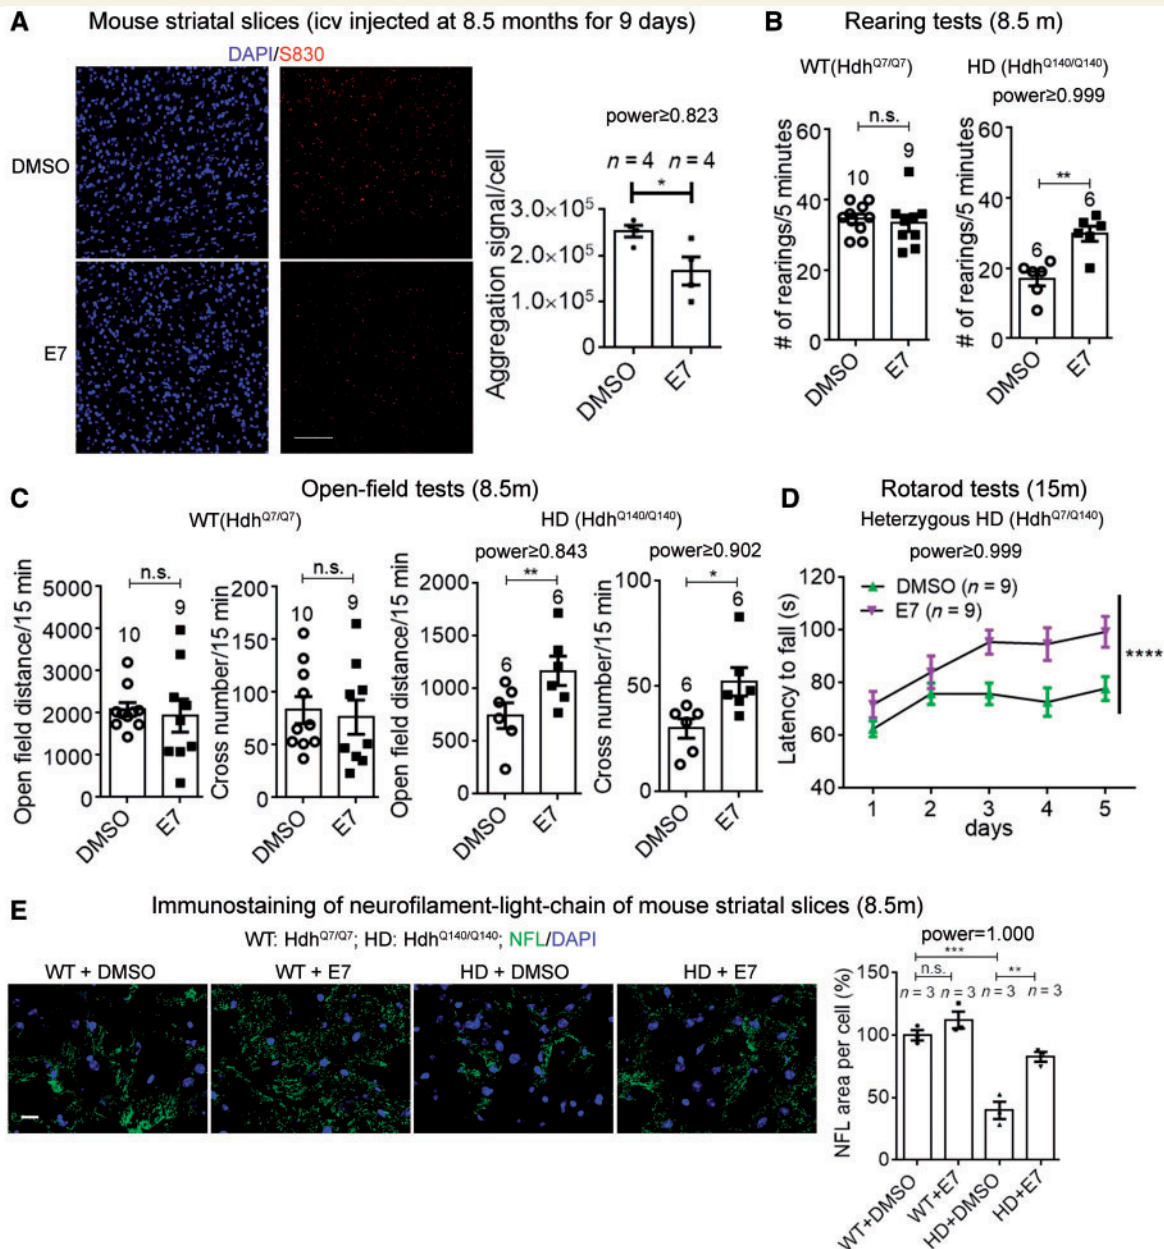 A Mouse striatal slices (icv injected at 8.5 months for 9 days)
DAPI/S830
DMSO
E7
power≥0.823
n = 4 n = 4
*
Aggregation signal/cell
3.0×10⁵
2.0×10⁵
1.0×10⁵
0
DMSO
E7
B Rearing tests (8.5 m)
WT(Hdh^Q7/Q7)
n.s.
# of rearings/5 minutes
60
40
20
0
10
9
DMSO
E7
HD (Hdh^Q140/Q140)
power≥0.999
**
# of rearings/5 minutes
60
40
20
0
6
6
DMSO
E7
C Open-field tests (8.5m)
WT(Hdh^Q7/Q7)
n.s.
Open field distance/15 min
5000
4000
3000
2000
1000
0
10
9
DMSO
E7
n.s.
Cross number/15 min
200
150
100
50
0
10
9
DMSO
E7
HD (Hdh^Q140/Q140)
power≥0.843
**
Open field distance/15 min
2000
1500
1000
500
0
6
6
DMSO
E7
power≥0.902
*
Cross number/15 min
100
50
0
6
6
DMSO
E7
D Rotarod tests (15m)
Heterzygous HD (Hdh^Q7/Q140)
power≥0.999
DMSO (n = 9)
E7 (n = 9)
****
Latency to fall (s)
120
100
80
60
40
1 2 3 4 5
days
E Immunostaining of neurofilament-light-chain of mouse striatal slices (8.5m)
WT: Hdh^Q7/Q7; HD: Hdh^Q140/Q140; NFL/DAPI
WT + DMSO WT + E7 HD + DMSO HD + E7
power=1.000
***
n.s. **
n = 3 n = 3 n = 3 n = 3
NFL area per cell (%)
150
100
50
0
WT+DMSO
WT+E7
HD+DMSO
HD+E7